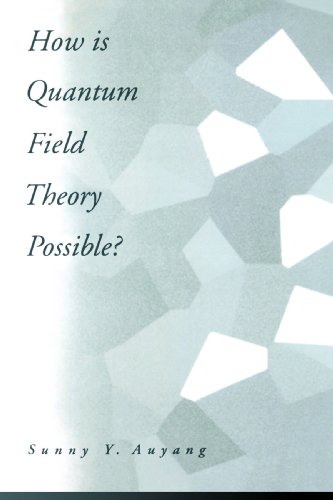 How is
Quantum
Field
Theory
Possible?
Sunny Y. Auyang